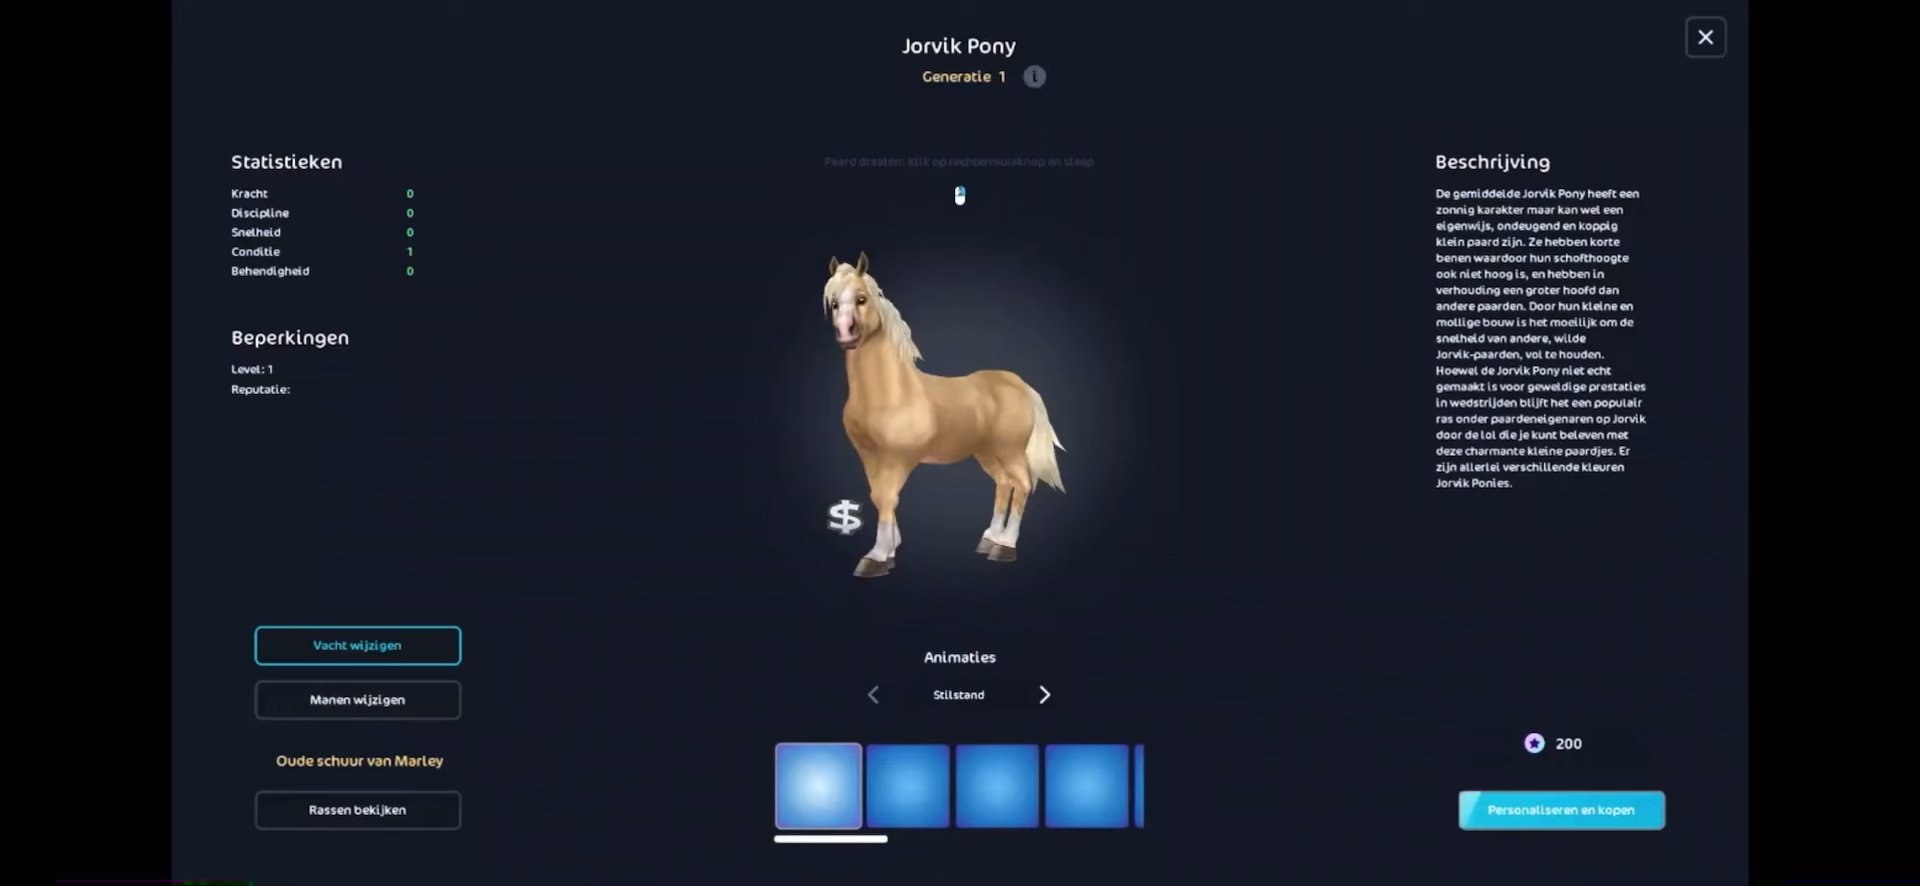 Jorvik Pony
Generatie 1
Statistieken
Kracht 0
Discipline 0
Snelheid 0
Conditie 1
Behendigheid 0
Beperkingen
Level: 1
Reputatie:
Paard draaien: klik op rechtermuisknop en sleep
$
Beschrijving
De gemiddelde Jorvik Pony heeft een
zonnig karakter maar kan wel een
eigenwijs, ondeugend en koppig
klein paard zijn. Ze hebben korte
benen waardoor hun schofthoogte
ook niet hoog is, en hebben in
verhouding een groter hoofd dan
andere paarden. Door hun kleine en
mollige bouw is het moeilijk om de
snelheid van andere, wilde
Jorvik-paarden, vol te houden.
Hoewel de Jorvik Pony niet echt
gemaakt is voor geweldige prestaties
in wedstrijden blijft het een populair
ras onder paardeneigenaren op Jorvik
door de lol die je kunt beleven met
deze charmante kleine paardjes. Er
zijn allerlei verschillende kleuren
Jorvik Ponies.
Vacht wijzigen
Manen wijzigen
Oude schuur van Marley
Rassen bekijken
Animaties
Stilstand
200
Personaliseren en kopen